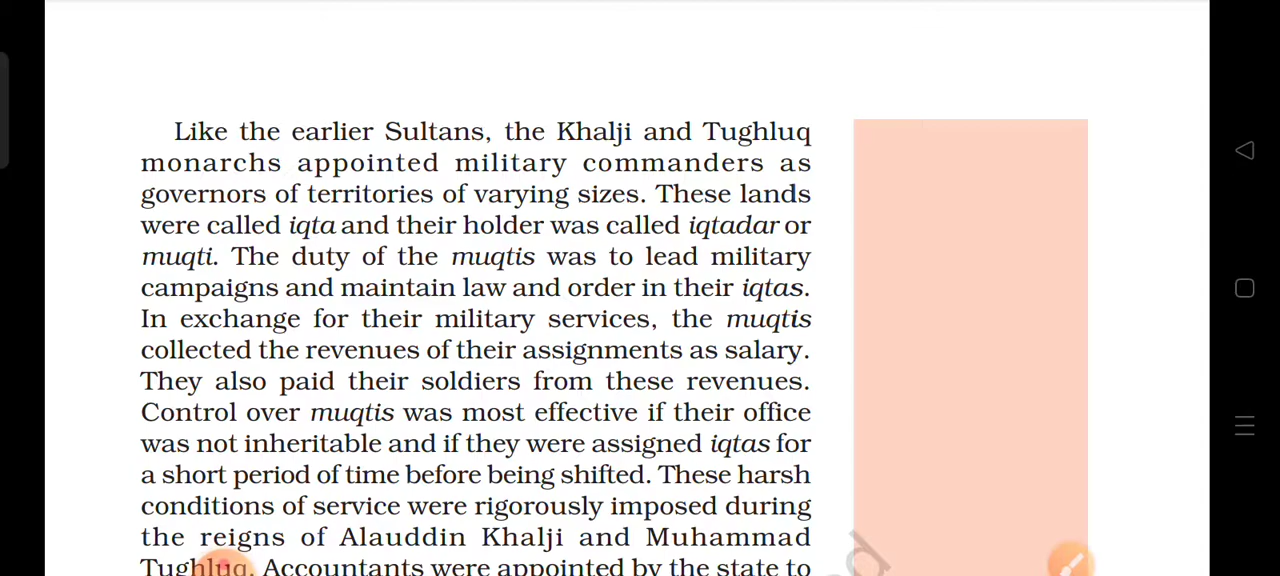 Like the earlier Sultans, the Khalji and Tughluq
monarchs appointed military commanders as
governors of territories of varying sizes. These lands
were called iqta and their holder was called iqtadar or
muqti. The duty of the muqtis was to lead military
campaigns and maintain law and order in their iqtas.
In exchange for their military services, the muqtis
collected the revenues of their assignments as salary.
They also paid their soldiers from these revenues.
Control over muqtis was most effective if their office
was not inheritable and if they were assigned iqtas for
a short period of time before being shifted. These harsh
conditions of service were rigorously imposed during
the reigns of Alauddin Khalji and Muhammad
Tughluq. Accountants were appointed by the state to